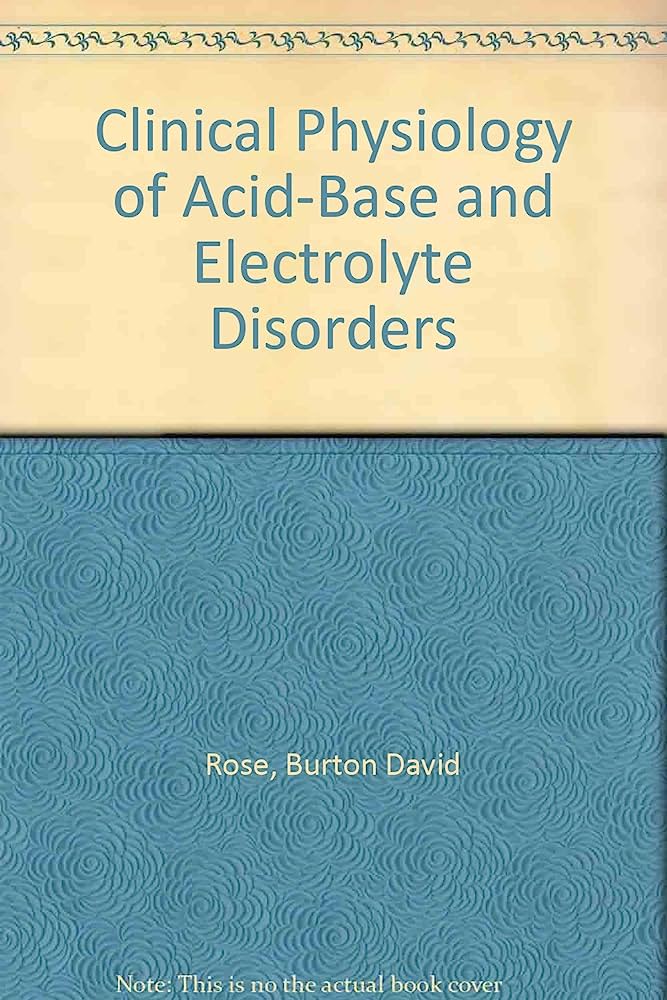 Clinical Physiology
of Acid-Base and
Electrolyte
Disorders
Rose, Burton David
Note: This is no the actual book cover